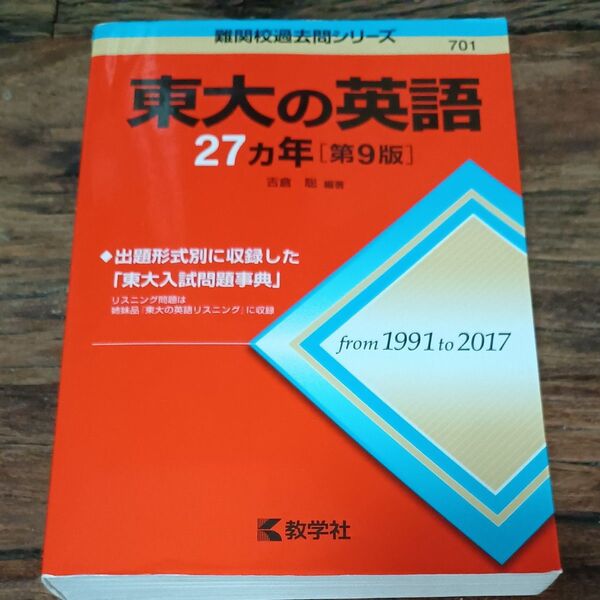 難関校過去問シリーズ
701
東大の英語
27カ年[第9版]
吉倉 聡 編著
◆出題形式別に収録した
「東大入試問題事典」
リスニング問題は
姉妹品「東大の英語リスニング」に収録
from 1991 to 2017
教学社